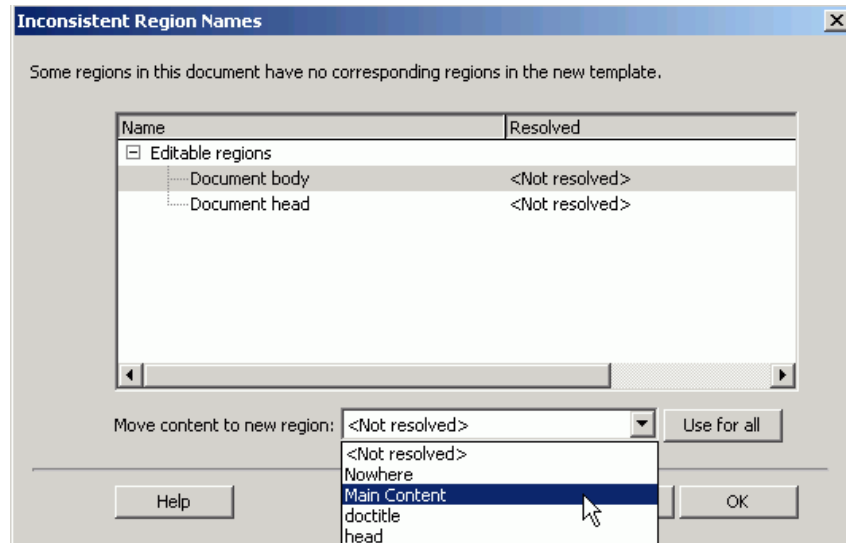 Inconsistent Region Names
Some regions in this document have no corresponding regions in the new template.
Name Resolved
Editable regions
Document body <Not resolved>
Document head <Not resolved>
Move content to new region: <Not resolved> Use for all
<Not resolved>
Nowhere
Main Content
Help OK
doctitle
head